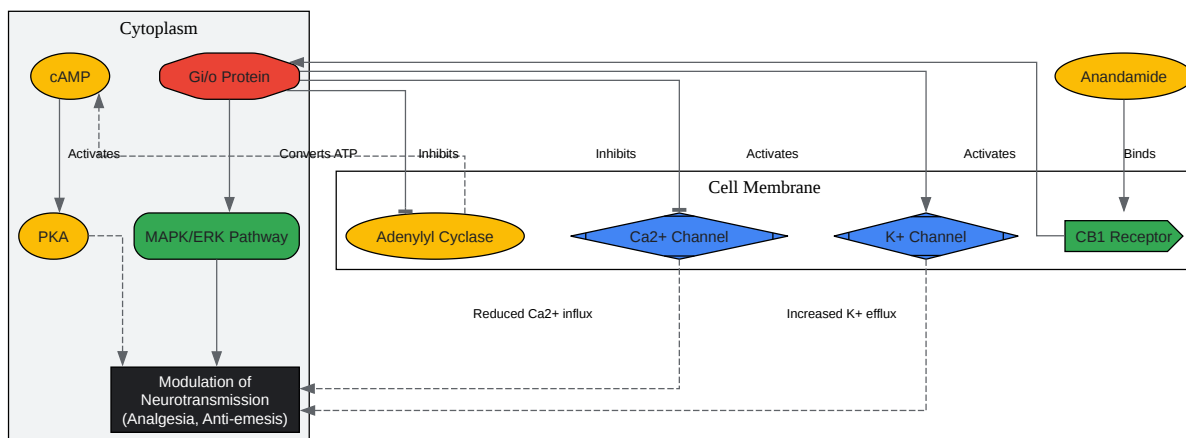 Cytoplasm
cAMP
Gi/o Protein
Anandamide
Activates
Converts ATP
Inhibits
Inhibits
Activates
Activates
Binds
Cell Membrane
PKA
MAPK/ERK Pathway
Adenylyl Cyclase
Ca2+ Channel
K+ Channel
CB1 Receptor
Reduced Ca2+ influx
Increased K+ efflux
Modulation of
Neurotransmission
(Analgesia, Anti-emesis)